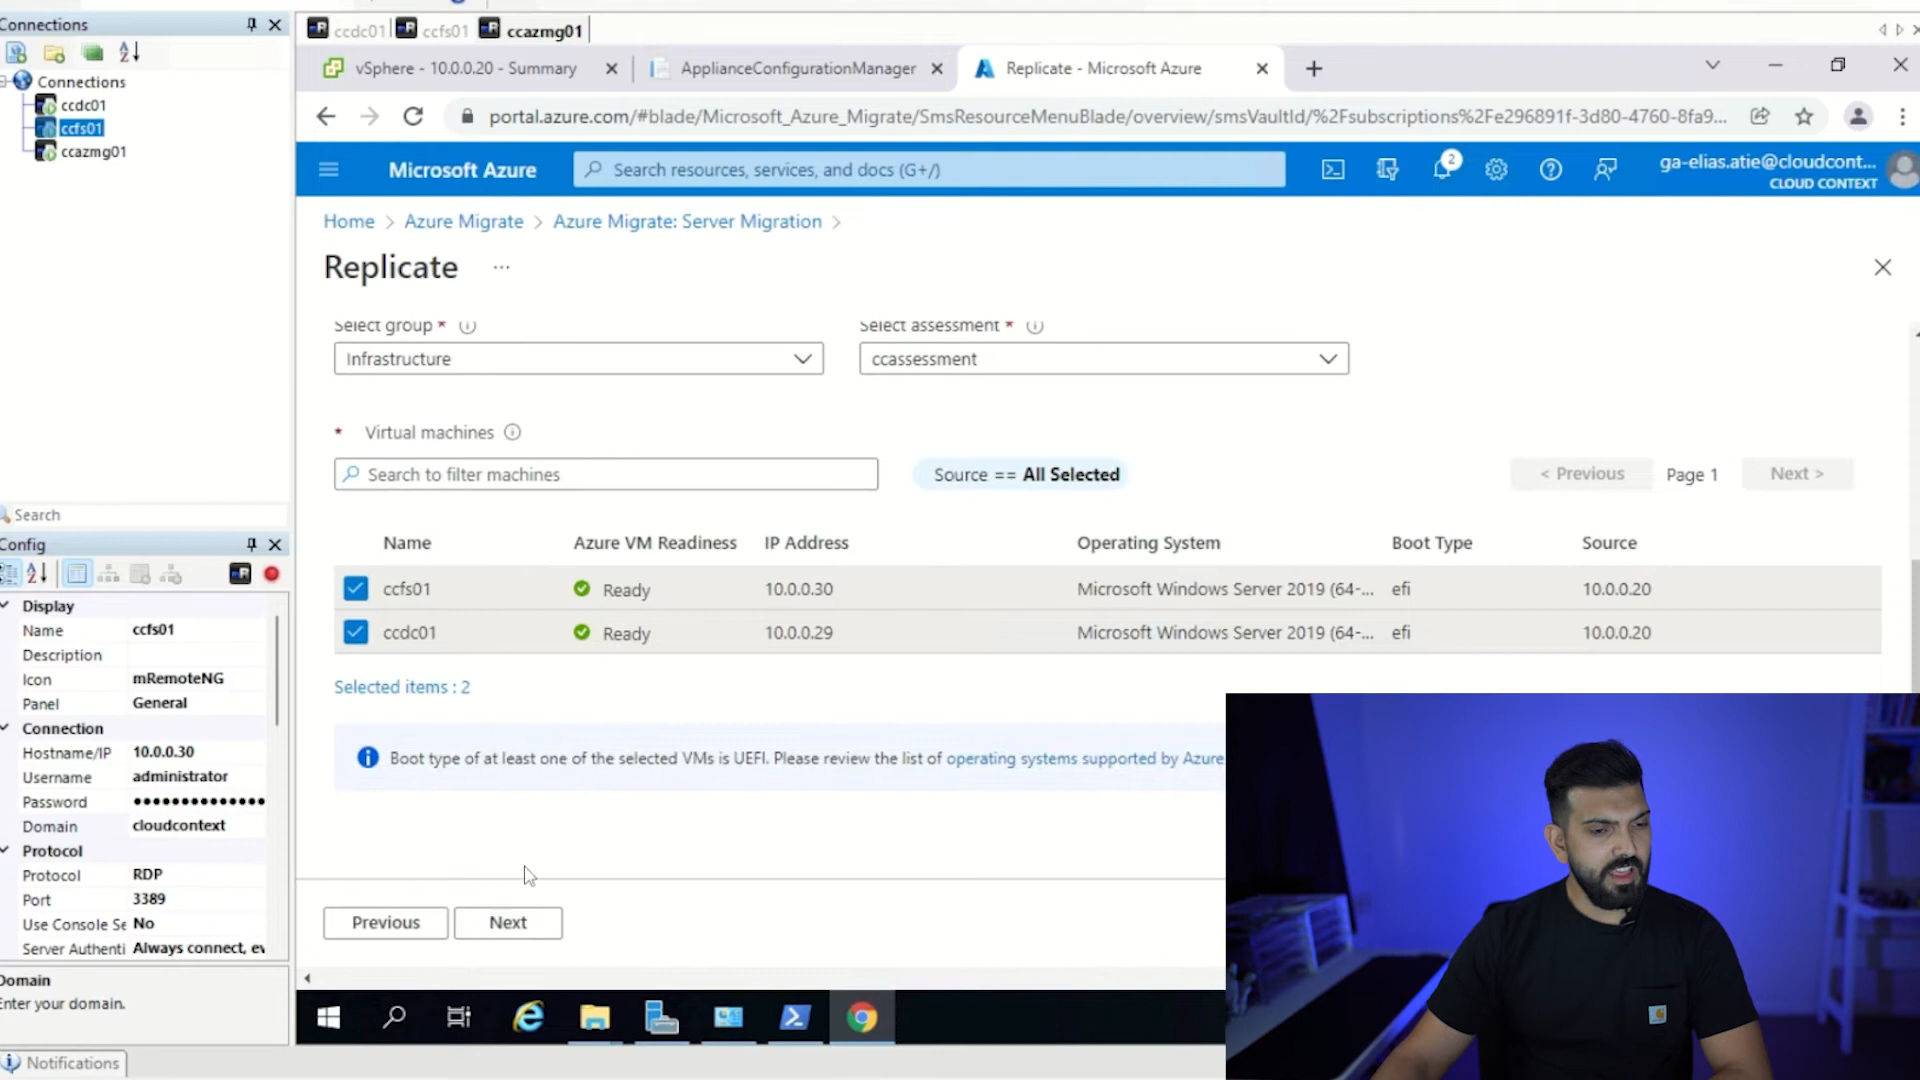 Connections
ccdc01
ccfs01
ccazmg01
vSphere - 10.0.0.20 - Summary
ApplianceConfigurationManager
Replicate - Microsoft Azure
Connections
ccdc01
ccfs01
ccazmg01
portal.azure.com/#blade/Microsoft_Azure_Migrate/SmsResourceMenuBlade/overview/smsVaultId/%2Fsubscriptions%2Fe296891f-3d80-4760-8fa9...
Microsoft Azure
Search resources, services, and docs (G+/)
2
ga-elias.atie@cloudcont...
CLOUD CONTEXT
Home > Azure Migrate > Azure Migrate: Server Migration >
Replicate ...
Select group * 
Select assessment *
Infrastructure
ccassessment
* Virtual machines
Search to filter machines
Source == All Selected
< Previous
Page 1
Next >
Name
Azure VM Readiness
IP Address
Operating System
Boot Type
Source
ccfs01
Ready
10.0.0.30
Microsoft Windows Server 2019 (64-...
efi
10.0.0.20
ccdc01
Ready
10.0.0.29
Microsoft Windows Server 2019 (64-...
efi
10.0.0.20
Selected items : 2
Boot type of at least one of the selected VMs is UEFI. Please review the list of operating systems supported by Azure
Previous
Next
Search
Config
Display
Name ccfs01
Description
Icon mRemoteNG
Panel General
Connection
Hostname/IP 10.0.0.30
Username administrator
Password ●●●●●●●●●●●●●●
Domain cloudcontext
Protocol
Protocol RDP
Port 3389
Use Console Se No
Server Authenti Always connect, ev
Domain
Enter your domain.
Notifications